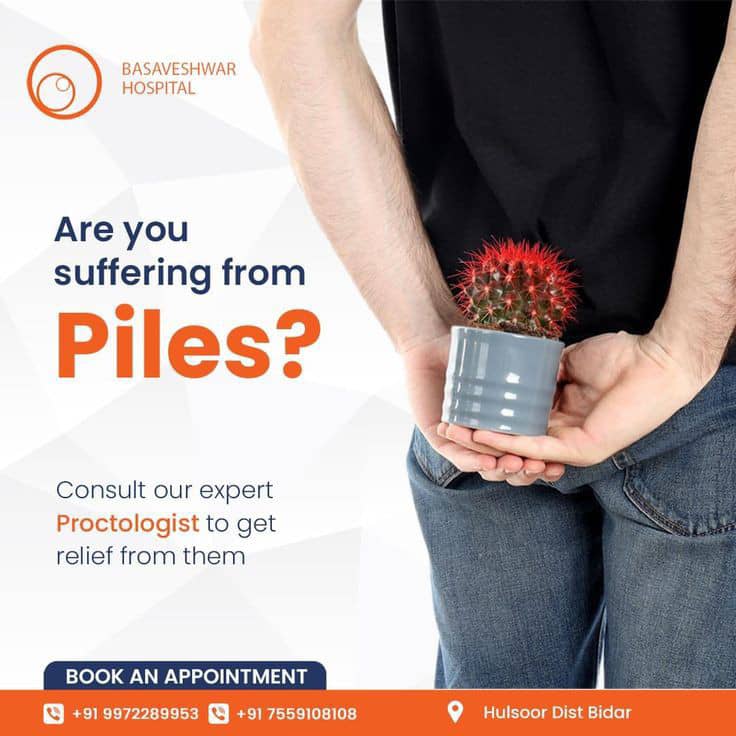 BASAVESHWAR
HOSPITAL
Are you
suffering from
Piles?
Consult our expert
Proctologist to get
relief from them
BOOK AN APPOINTMENT
+91 9972289953 +91 7559108108
Hulsoor Dist Bidar